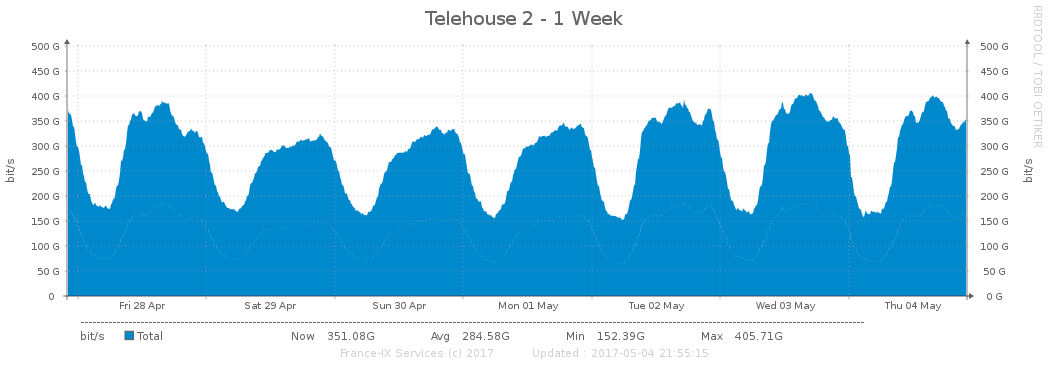 Telehouse 2 - 1 Week
RRDTOOL / TOBI OETIKER
500 G 500 G
450 G 450 G
400 G 400 G
350 G 350 G
300 G 300 G
250 G 250 G
200 G 200 G
150 G 150 G
100 G 100 G
50 G 50 G
0 0 G
bit/s bit/s
Fri 28 Apr Sat 29 Apr Sun 30 Apr Mon 01 May Tue 02 May Wed 03 May Thu 04 May
bit/s Total Now 351.08G Avg 284.58G Min 152.39G Max 405.71G
France-IX Services (c) 2017 Updated : 2017-05-04 21:55:15